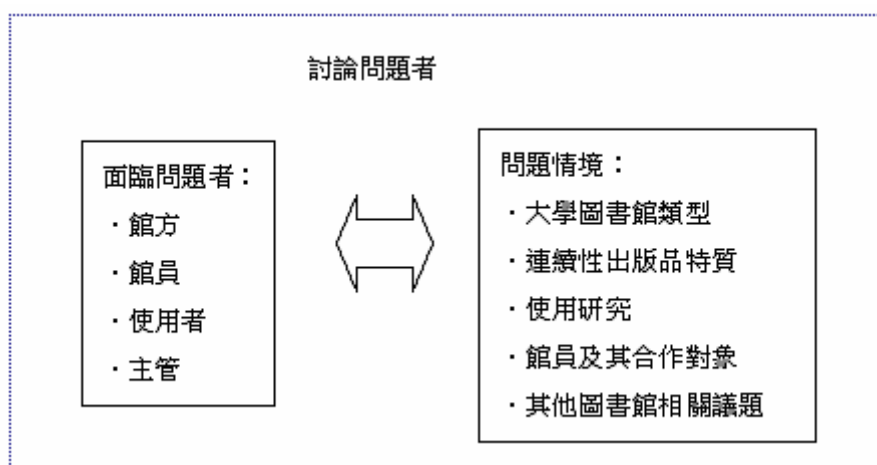 討論問題者
面臨問題者：
．館方
．館員
．使用者
．主管
問題情境：
．大學圖書館類型
．連續性出版品特質
．使用研究
．館員及其合作對象
．其他圖書館相關議題